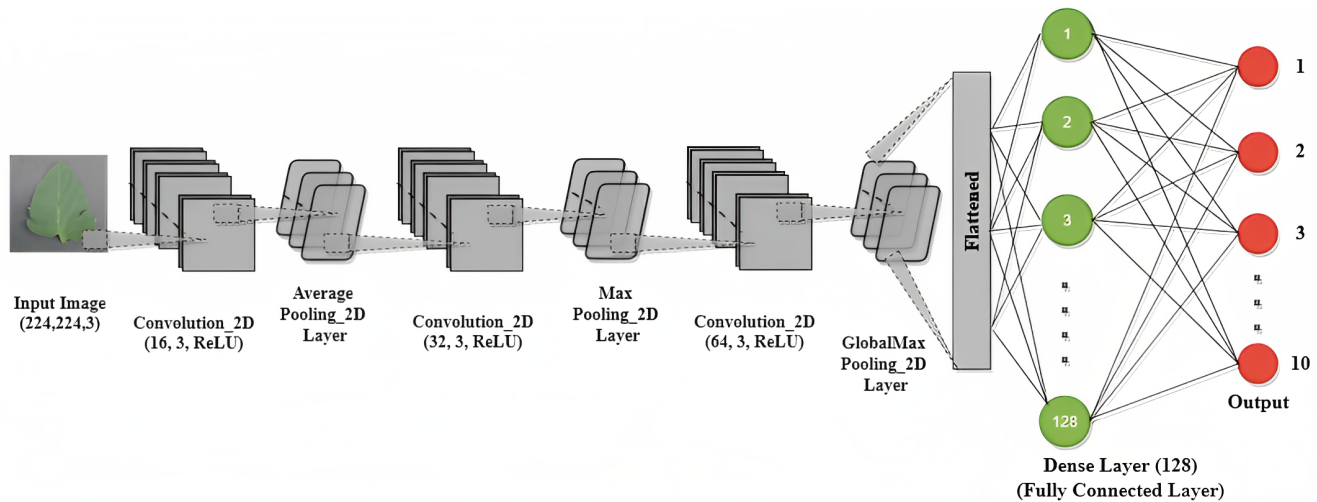 Input Image
(224,224,3)
Convolution_2D
(16, 3, ReLU)
Average
Pooling_2D
Layer
Convolution_2D
(32, 3, ReLU)
Max
Pooling_2D
Layer
Convolution_2D
(64, 3, ReLU)
GlobalMax
Pooling_2D
Layer
Flattened
1
2
3
128
Dense Layer (128)
(Fully Connected Layer)
1
2
3
10
Output